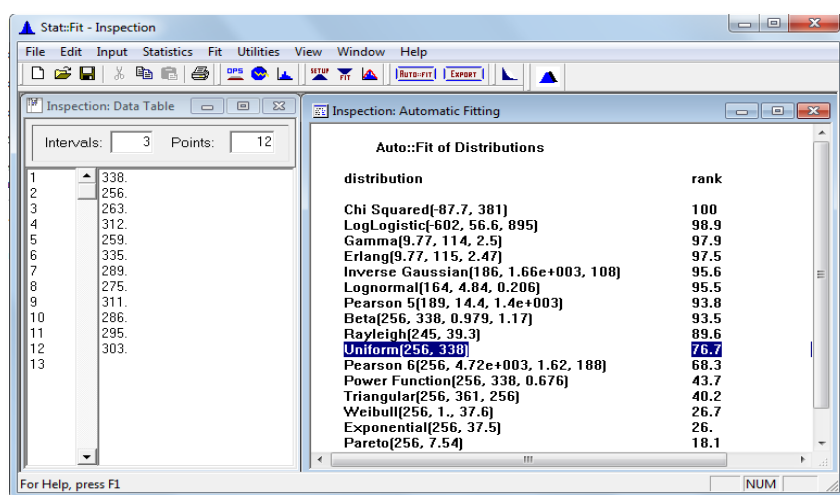 Stat::Fit - Inspection
File Edit Input Statistics Fit Utilities View Window Help
OPS SETUP FIT AUTO::FIT EXPORT
Inspection: Data Table
Intervals: 3 Points: 12
1 338.
2 256.
3 263.
4 312.
5 259.
6 335.
7 289.
8 275.
9 311.
10 286.
11 295.
12 303.
13
Inspection: Automatic Fitting
Auto::Fit of Distributions
distribution rank
Chi Squared(-87.7, 381) 100
LogLogistic(-602, 56.6, 895) 98.9
Gamma(9.77, 114, 2.5) 97.9
Erlang(9.77, 115, 2.47) 97.5
Inverse Gaussian(186, 1.66e+003, 108) 95.6
Lognormal(164, 4.84, 0.206) 95.5
Pearson 5(189, 14.4, 1.4e+003) 93.8
Beta(256, 338, 0.979, 1.17) 93.5
Rayleigh(245, 39.3) 89.6
Uniform(256, 338) 76.7
Pearson 6(256, 4.72e+003, 1.62, 188) 68.3
Power Function(256, 338, 0.676) 43.7
Triangular(256, 361, 256) 40.2
Weibull(256, 1., 37.6) 26.7
Exponential(256, 37.5) 26.
Pareto(256, 7.54) 18.1
For Help, press F1
NUM